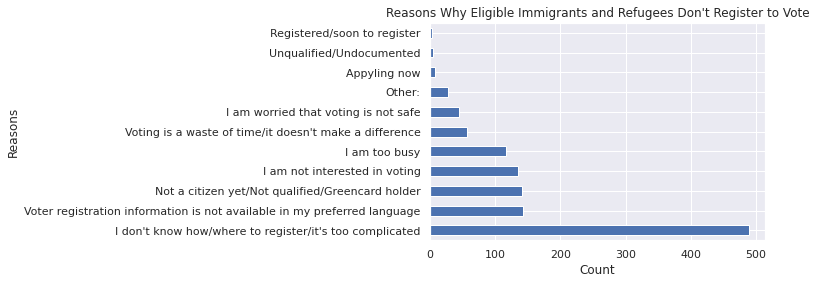 Reasons Why Eligible Immigrants and Refugees Don't Register to Vote
Registered/soon to register
Unqualified/Undocumented
Appyling now
Other:
I am worried that voting is not safe
Voting is a waste of time/it doesn't make a difference
I am too busy
I am not interested in voting
Not a citizen yet/Not qualified/Greencard holder
Voter registration information is not available in my preferred language
I don't know how/where to register/it's too complicated
Reasons
0 100 200 300 400 500
Count